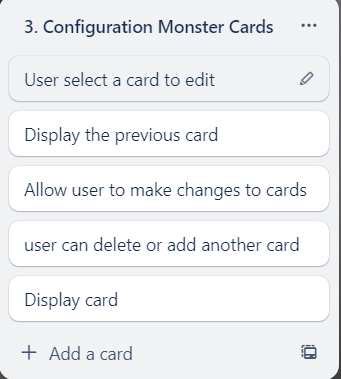 3. Configuration Monster Cards
User select a card to edit
Display the previous card
Allow user to make changes to cards
user can delete or add another card
Display card
Add a card